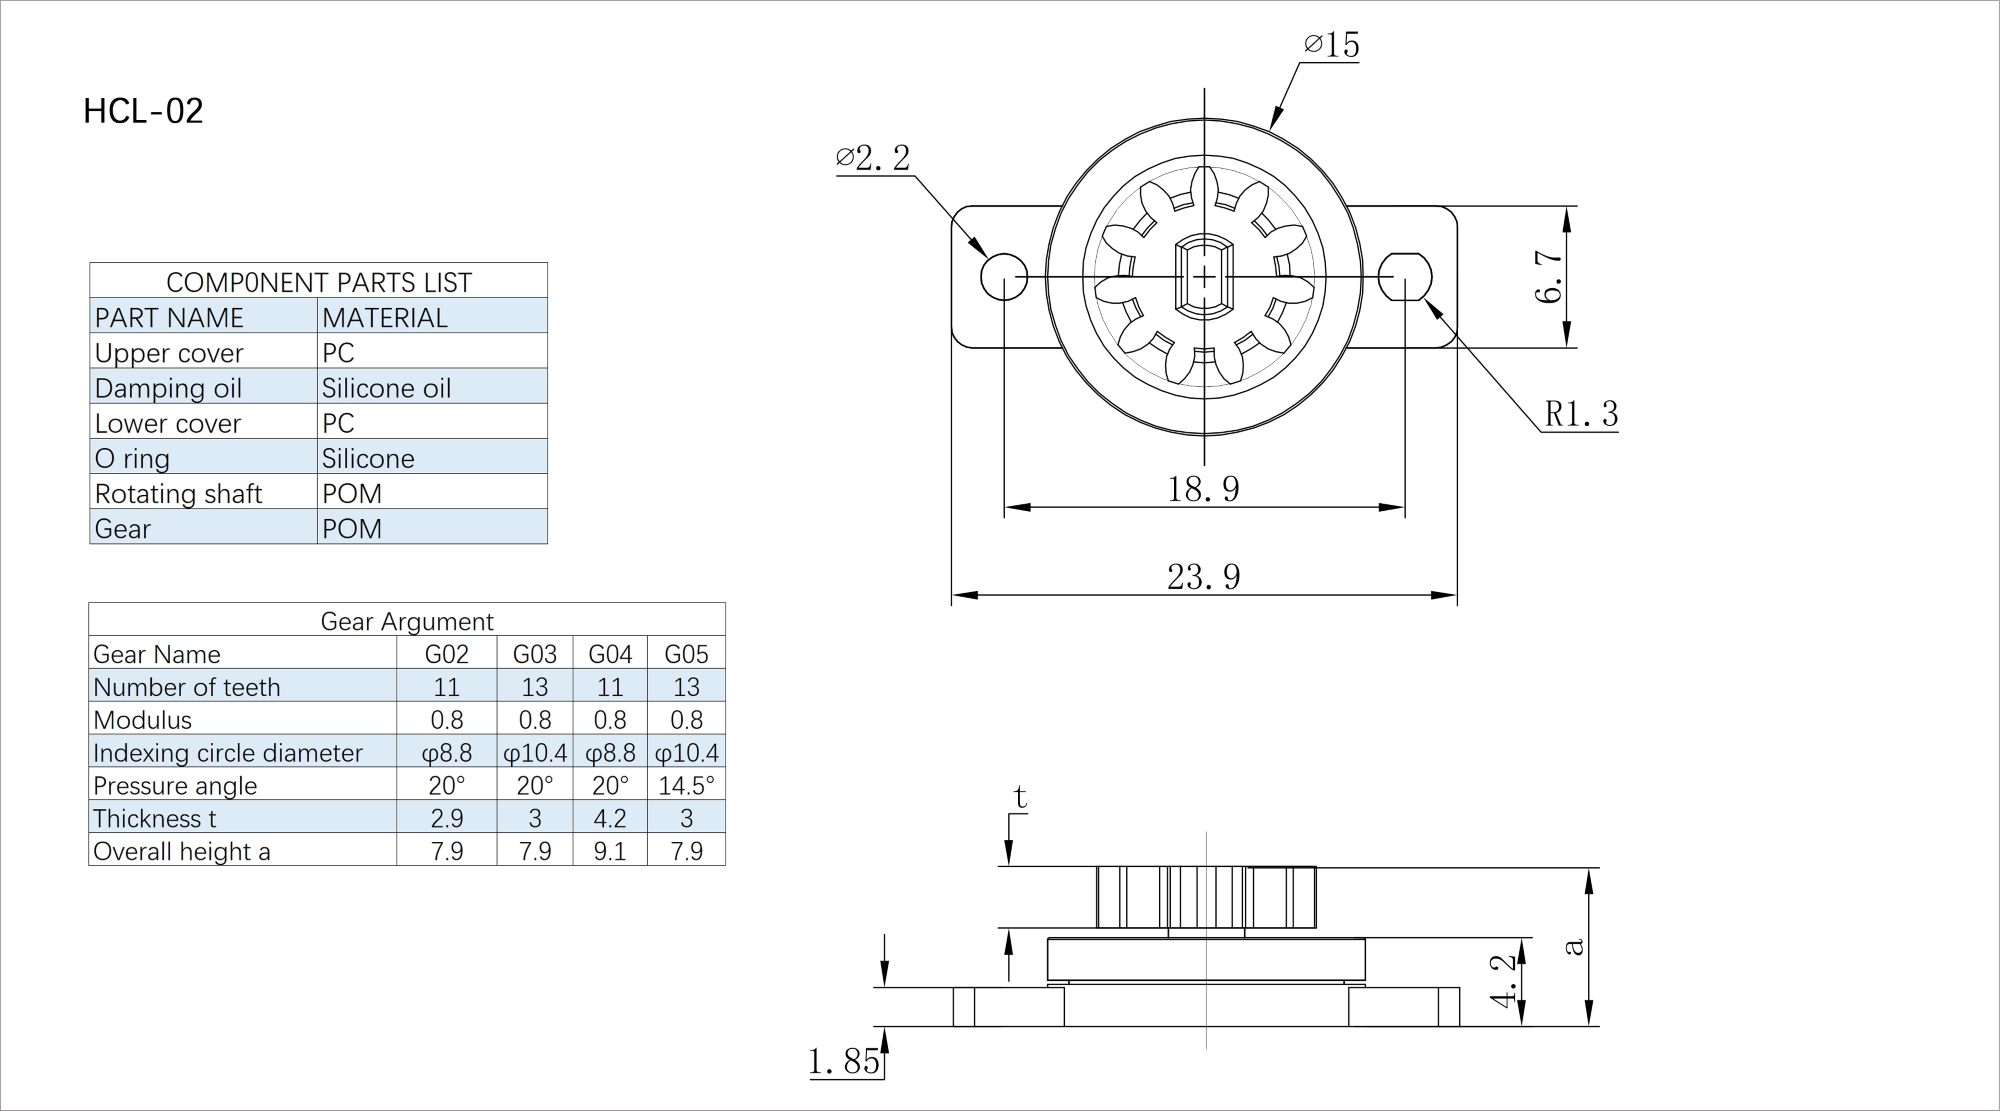 HCL-02
COMP0NENT PARTS LIST
PART NAME MATERIAL
Upper cover PC
Damping oil Silicone oil
Lower cover PC
O ring Silicone
Rotating shaft POM
Gear POM
Gear Argument
Gear Name G02 G03 G04 G05
Number of teeth 11 13 11 13
Modulus 0.8 0.8 0.8 0.8
Indexing circle diameter φ8.8 φ10.4 φ8.8 φ10.4
Pressure angle 20° 20° 20° 14.5°
Thickness t 2.9 3 4.2 3
Overall height a 7.9 7.9 9.1 7.9
⌀15
⌀2.2
6.7
R1.3
18.9
23.9
t
a
4.2
1.85